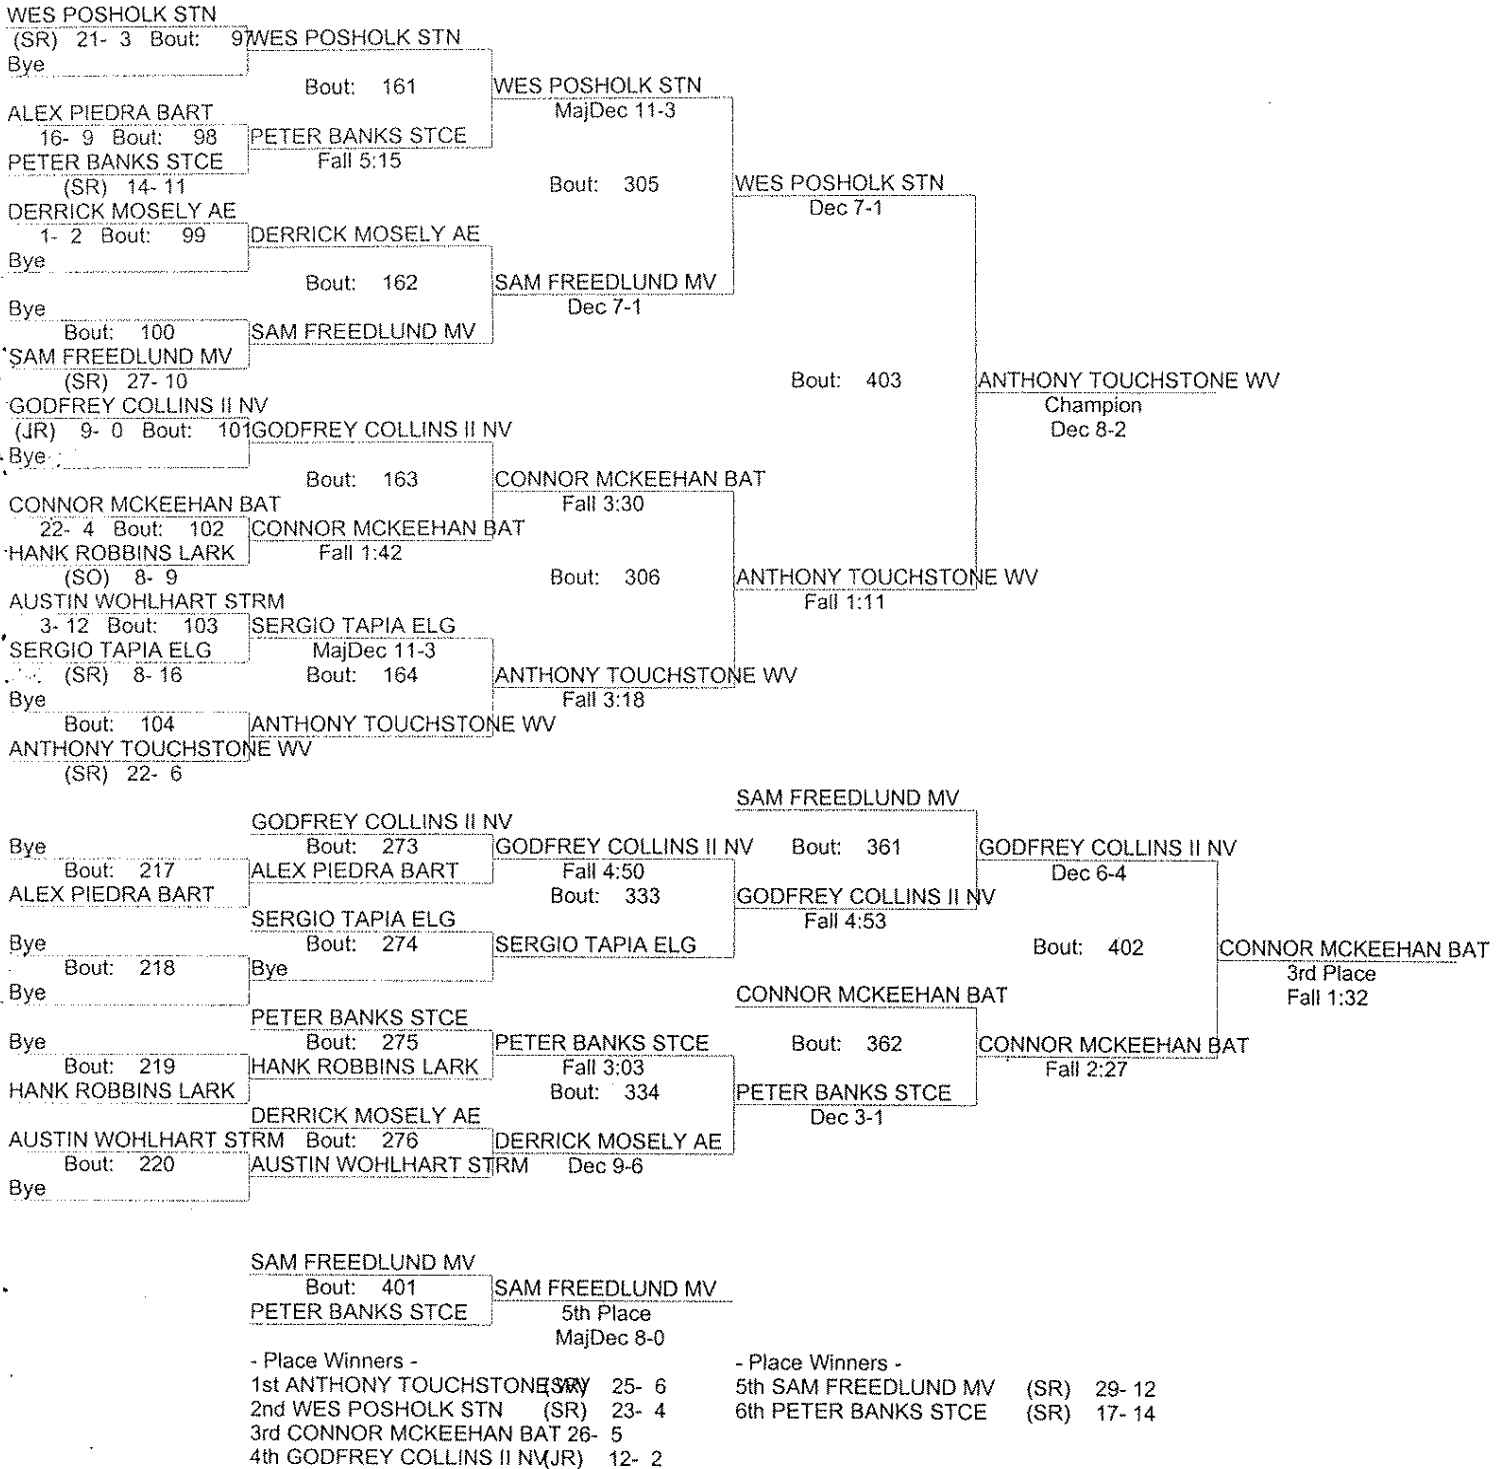 WES POSHOLK STN
(SR) 21- 3 Bout: 97
WES POSHOLK STN
Bye
Bout: 161
WES POSHOLK STN
MajDec 11-3
ALEX PIEDRA BART
16- 9 Bout: 98
PETER BANKS STCE
Fall 5:15
PETER BANKS STCE
(SR) 14- 11
Bout: 305
WES POSHOLK STN
Dec 7-1
DERRICK MOSELY AE
1- 2 Bout: 99
DERRICK MOSELY AE
Bye
Bout: 162
SAM FREEDLUND MV
Dec 7-1
Bye
Bout: 100
SAM FREEDLUND MV
SAM FREEDLUND MV
(SR) 27- 10
Bout: 403
ANTHONY TOUCHSTONE WV
Champion
Dec 8-2
GODFREY COLLINS II NV
(JR) 9- 0 Bout: 101
GODFREY COLLINS II NV
Bye
Bout: 163
CONNOR MCKEEHAN BAT
Fall 3:30
CONNOR MCKEEHAN BAT
22- 4 Bout: 102
CONNOR MCKEEHAN BAT
Fall 1:42
HANK ROBBINS LARK
(SO) 8- 9
Bout: 306
ANTHONY TOUCHSTONE WV
Fall 1:11
AUSTIN WOHLHART STRM
3- 12 Bout: 103
SERGIO TAPIA ELG
MajDec 11-3
SERGIO TAPIA ELG
(SR) 8- 16
Bout: 164
ANTHONY TOUCHSTONE WV
Fall 3:18
Bye
Bout: 104
ANTHONY TOUCHSTONE WV
ANTHONY TOUCHSTONE WV
(SR) 22- 6
SAM FREEDLUND MV
GODFREY COLLINS II NV
Bye
Bout: 273
GODFREY COLLINS II NV
Bout: 361
GODFREY COLLINS II NV
Bout: 217
ALEX PIEDRA BART
Fall 4:50
Dec 6-4
ALEX PIEDRA BART
Bout: 333
GODFREY COLLINS II NV
Fall 4:53
SERGIO TAPIA ELG
Bye
Bout: 274
SERGIO TAPIA ELG
Bout: 402
CONNOR MCKEEHAN BAT
Bout: 218
Bye
3rd Place
Bye
CONNOR MCKEEHAN BAT
Fall 1:32
PETER BANKS STCE
Bye
Bout: 275
PETER BANKS STCE
Bout: 362
CONNOR MCKEEHAN BAT
Bout: 219
HANK ROBBINS LARK
Fall 3:03
Fall 2:27
HANK ROBBINS LARK
Bout: 334
PETER BANKS STCE
Dec 3-1
DERRICK MOSELY AE
AUSTIN WOHLHART STRM
Bout: 276
DERRICK MOSELY AE
Bout: 220
AUSTIN WOHLHART STRM
Dec 9-6
Bye
SAM FREEDLUND MV
Bout: 401
SAM FREEDLUND MV
PETER BANKS STCE
5th Place
MajDec 8-0
- Place Winners -
1st ANTHONY TOUCHSTONE WV (SR) 25- 6
2nd WES POSHOLK STN (SR) 23- 4
3rd CONNOR MCKEEHAN BAT 26- 5
4th GODFREY COLLINS II NV (JR) 12- 2
- Place Winners -
5th SAM FREEDLUND MV (SR) 29- 12
6th PETER BANKS STCE (SR) 17- 14